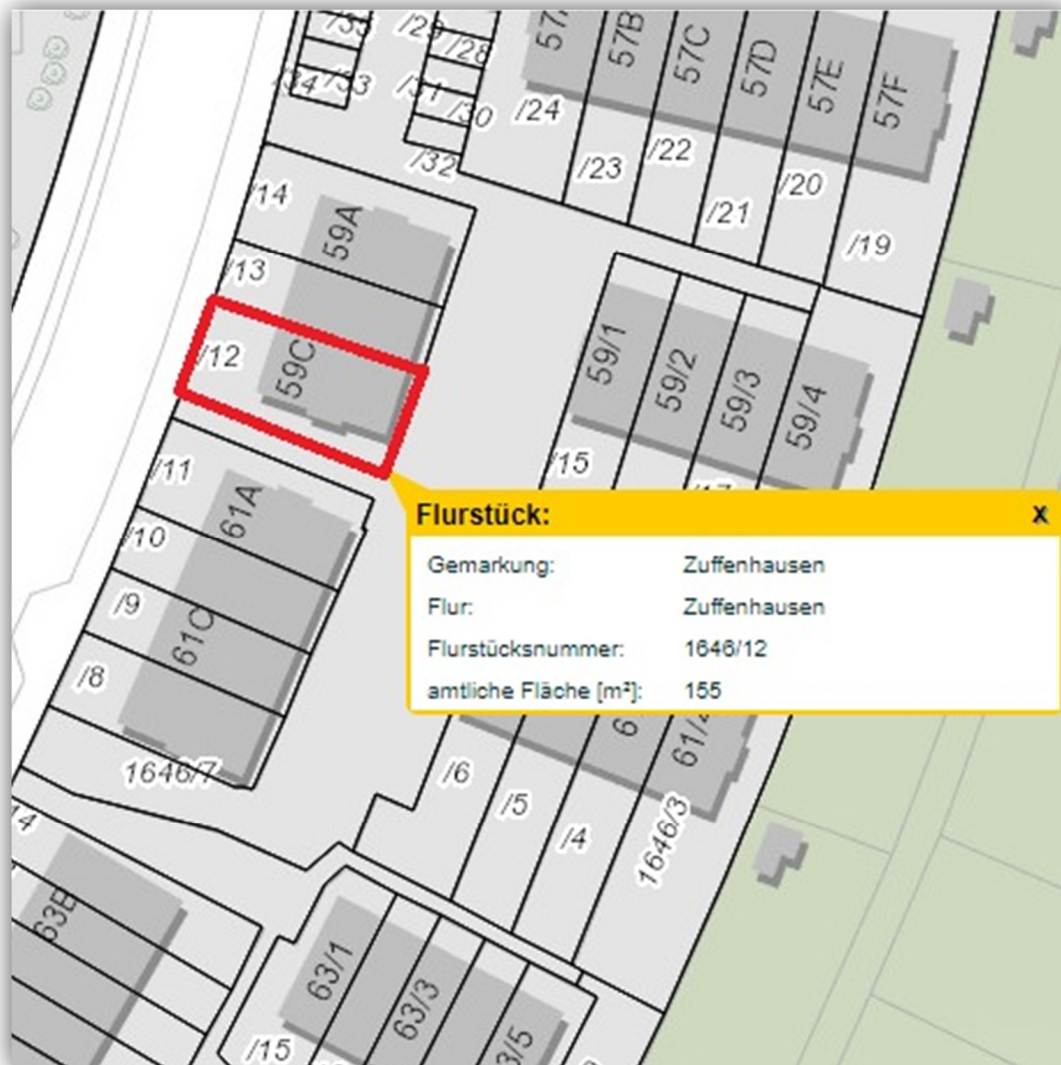 /29
/28
57B
57C
57D
57E
57F
/34
/33
/31
/30
/32
/24
/23
/22
/21
/20
/19
/14
59A
/13
/12
59C
59/1
59/2
59/3
59/4
/15
/11
61A
/10
/9
61C
/8
1646/7
Flurstück: x
Gemarkung: Zuffenhausen
Flur: Zuffenhausen
Flurstücksnummer: 1646/12
amtliche Fläche [m²]: 155
/6
/5
/4
1646/3
63B
63/1
63/3
/15